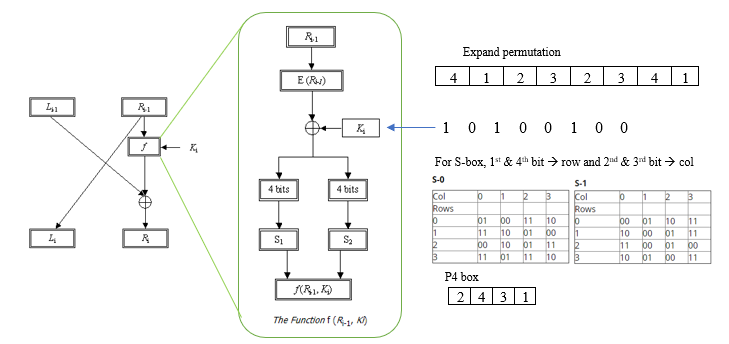 L i-1
R i-1
f
K i
L i
R i
R i-1
E (R i-1)
K i
4 bits 4 bits
S 1 S 2
f(R i-1, K i)
The Function f ( R i-1, Ki)
Expand permutation
4 1 2 3 2 3 4 1
1 0 1 0 0 1 0 0
For S-box, 1st & 4th bit → row and 2nd & 3rd bit → col
S-0
Col 0 1 2 3
Rows
0 01 00 11 10
1 11 10 01 00
2 00 10 01 11
3 11 01 11 10
S-1
Col 0 1 2 3
Rows
0 00 01 10 11
1 10 00 01 11
2 11 00 01 00
3 10 01 00 11
P4 box
2 4 3 1